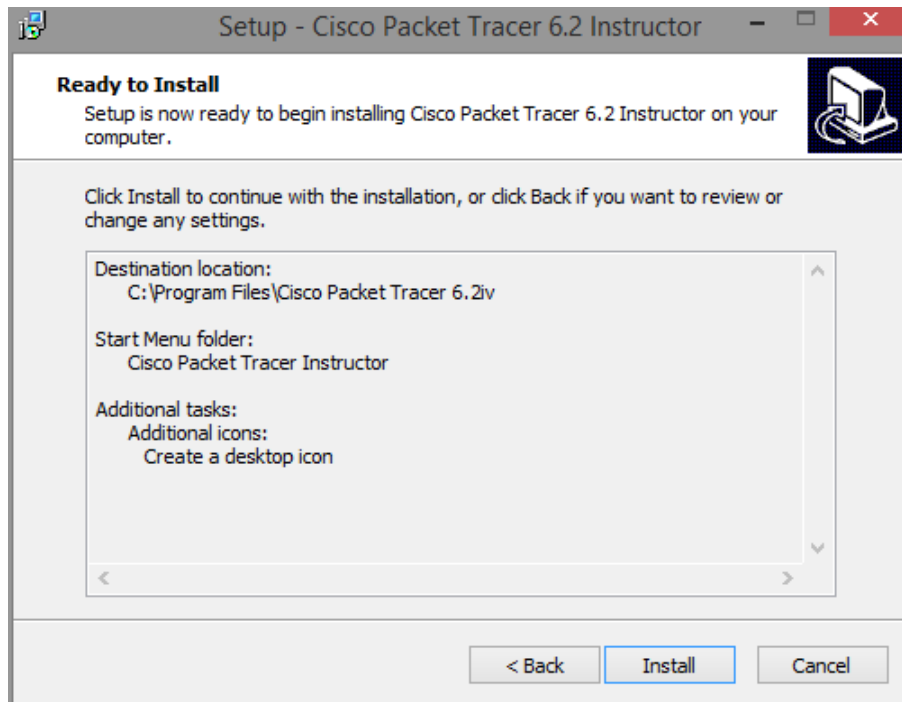 Setup - Cisco Packet Tracer 6.2 Instructor
Ready to Install
Setup is now ready to begin installing Cisco Packet Tracer 6.2 Instructor on your
computer.
Click Install to continue with the installation, or click Back if you want to review or
change any settings.
Destination location:
C:\Program Files\Cisco Packet Tracer 6.2iv
Start Menu folder:
Cisco Packet Tracer Instructor
Additional tasks:
Additional icons:
Create a desktop icon
< Back
Install
Cancel